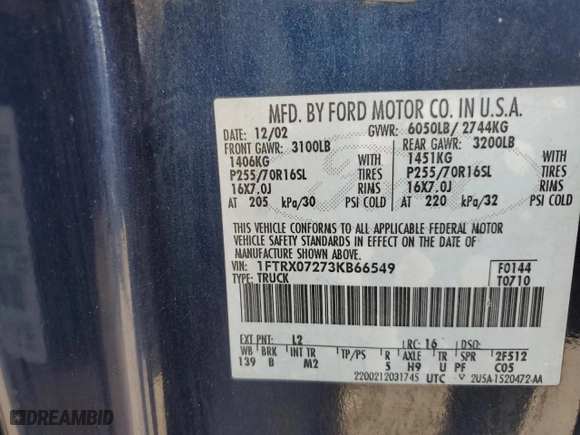 MFD. BY FORD MOTOR CO. IN U.S.A.
DATE: 12/02 GVWR: 6050LB/ 2744KG
FRONT GAWR: 3100LB REAR GAWR: 3200LB
1406KG WITH 1451KG WITH
P255/70R16SL TIRES P255/70R16SL TIRES
16X7.0J RIMS 16X7.0J RIMS
AT 205 kPa/30 PSI COLD AT 220 kPa/32 PSI COLD
THIS VEHICLE CONFORMS TO ALL APPLICABLE FEDERAL MOTOR
VEHICLE SAFETY STANDARDS IN EFFECT ON THE DATE OF
MANUFACTURE SHOWN ABOVE.
VIN: 1FTRX07273KB66549 F0144
TYPE: TRUCK T0710
EXT PNT: L2 RC: 16 DSO:
WB BRK INT TR TP/PS R AXLE TR SPR 2F512
139 B M2 5 H9 U PF C05
220021203174S UTC 2USA-1520472-AA
DREAMBID